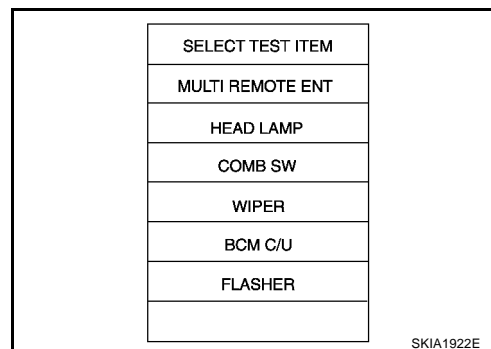 SELECT TEST ITEM
MULTI REMOTE ENT
HEAD LAMP
COMB SW
WIPER
BCM C/U
FLASHER
SKIA1922E